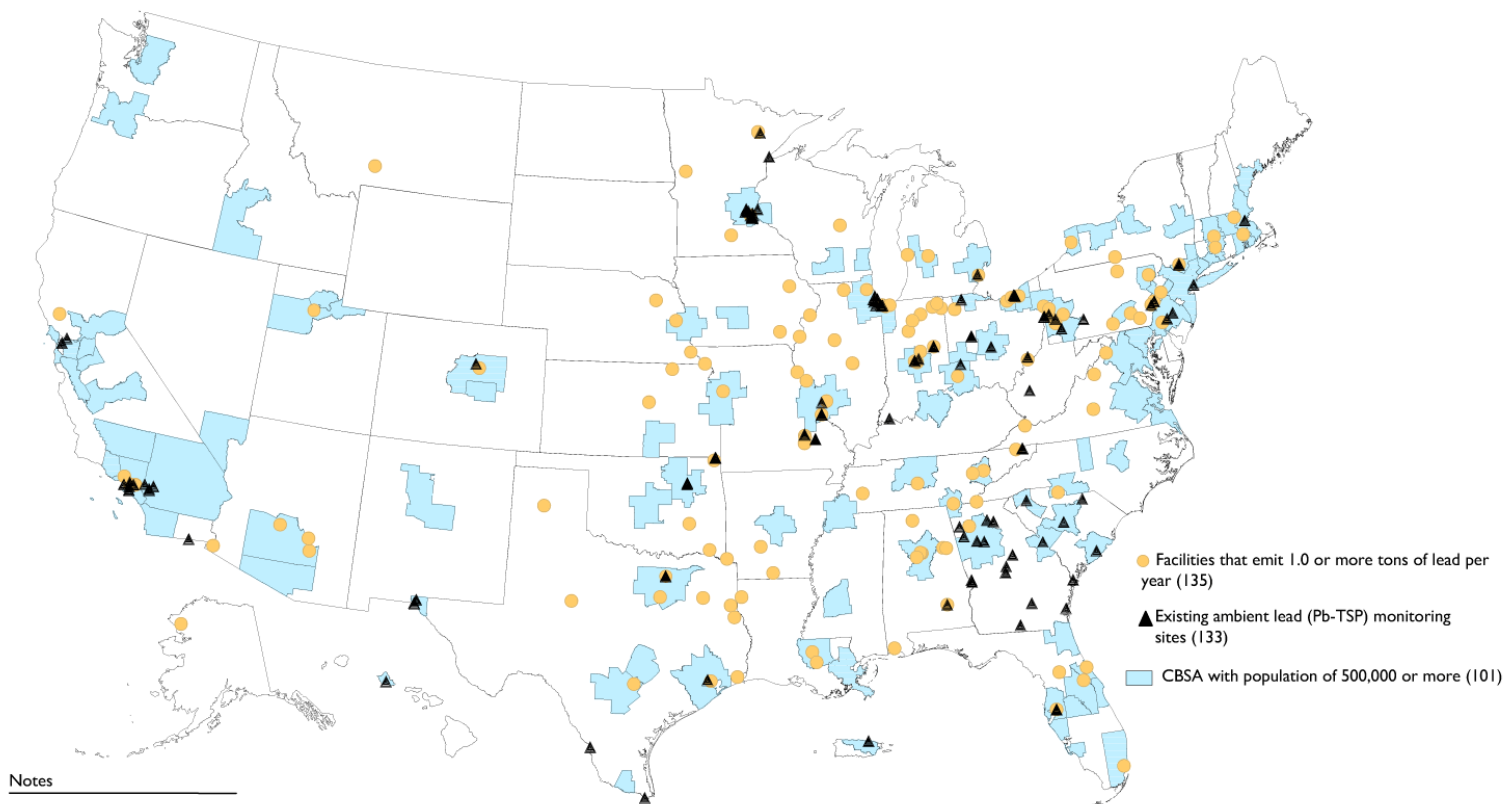 Facilities that emit 1.0 or more tons of lead per
year (135)
Existing ambient lead (Pb-TSP) monitoring
sites (133)
CBSA with population of 500,000 or more (101)
Notes